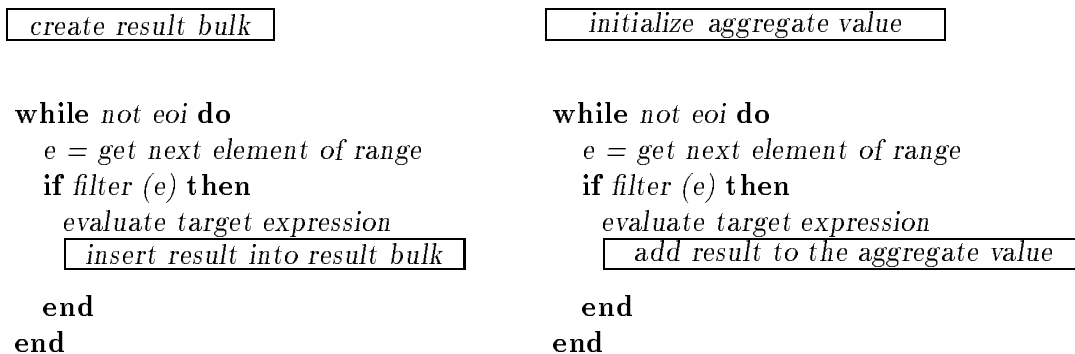 create result bulk
while not eoi do
e = get next element of range
if filter (e) then
evaluate target expression
insert result into result bulk
end
end
initialize aggregate value
while not eoi do
e = get next element of range
if filter (e) then
evaluate target expression
add result to the aggregate value
end
end